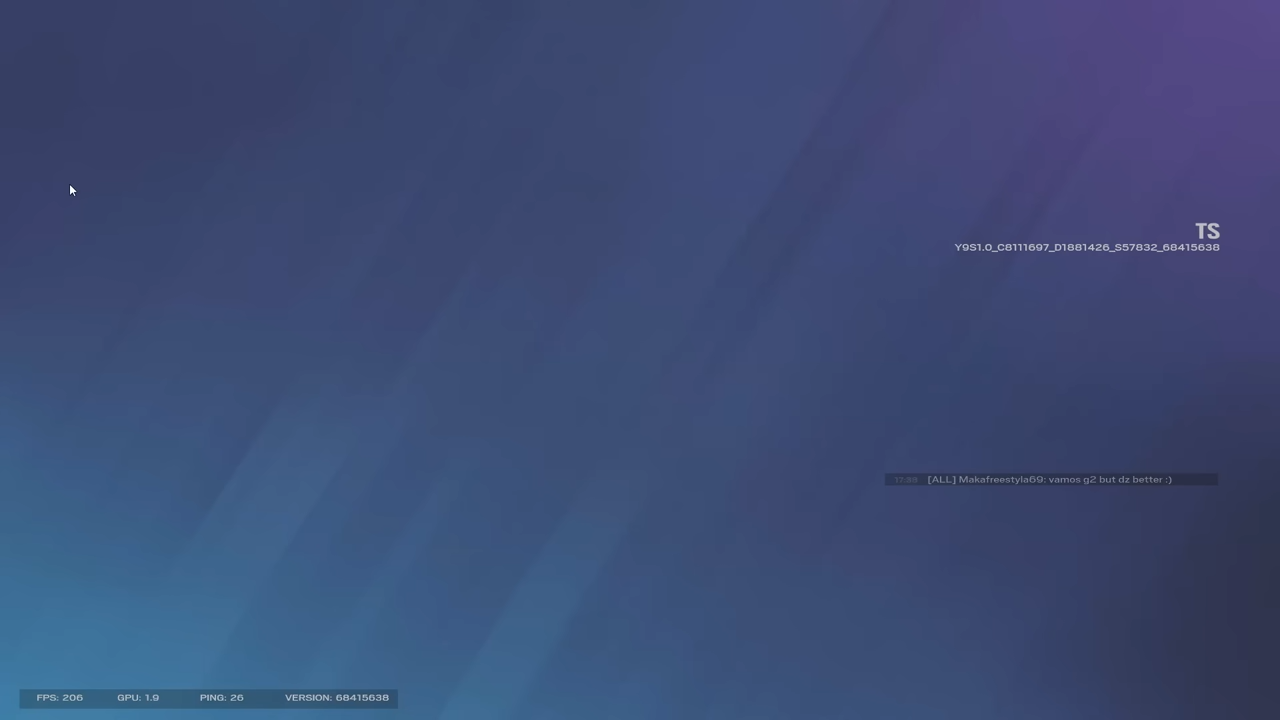 TS
Y9S1.0_C8111697_D1881426_S57832_68415638
[ALL] Makafreestyla69: vamos g2 but dz better :)
FPS: 206 GPU: 1.9 PING: 26 VERSION: 68415638